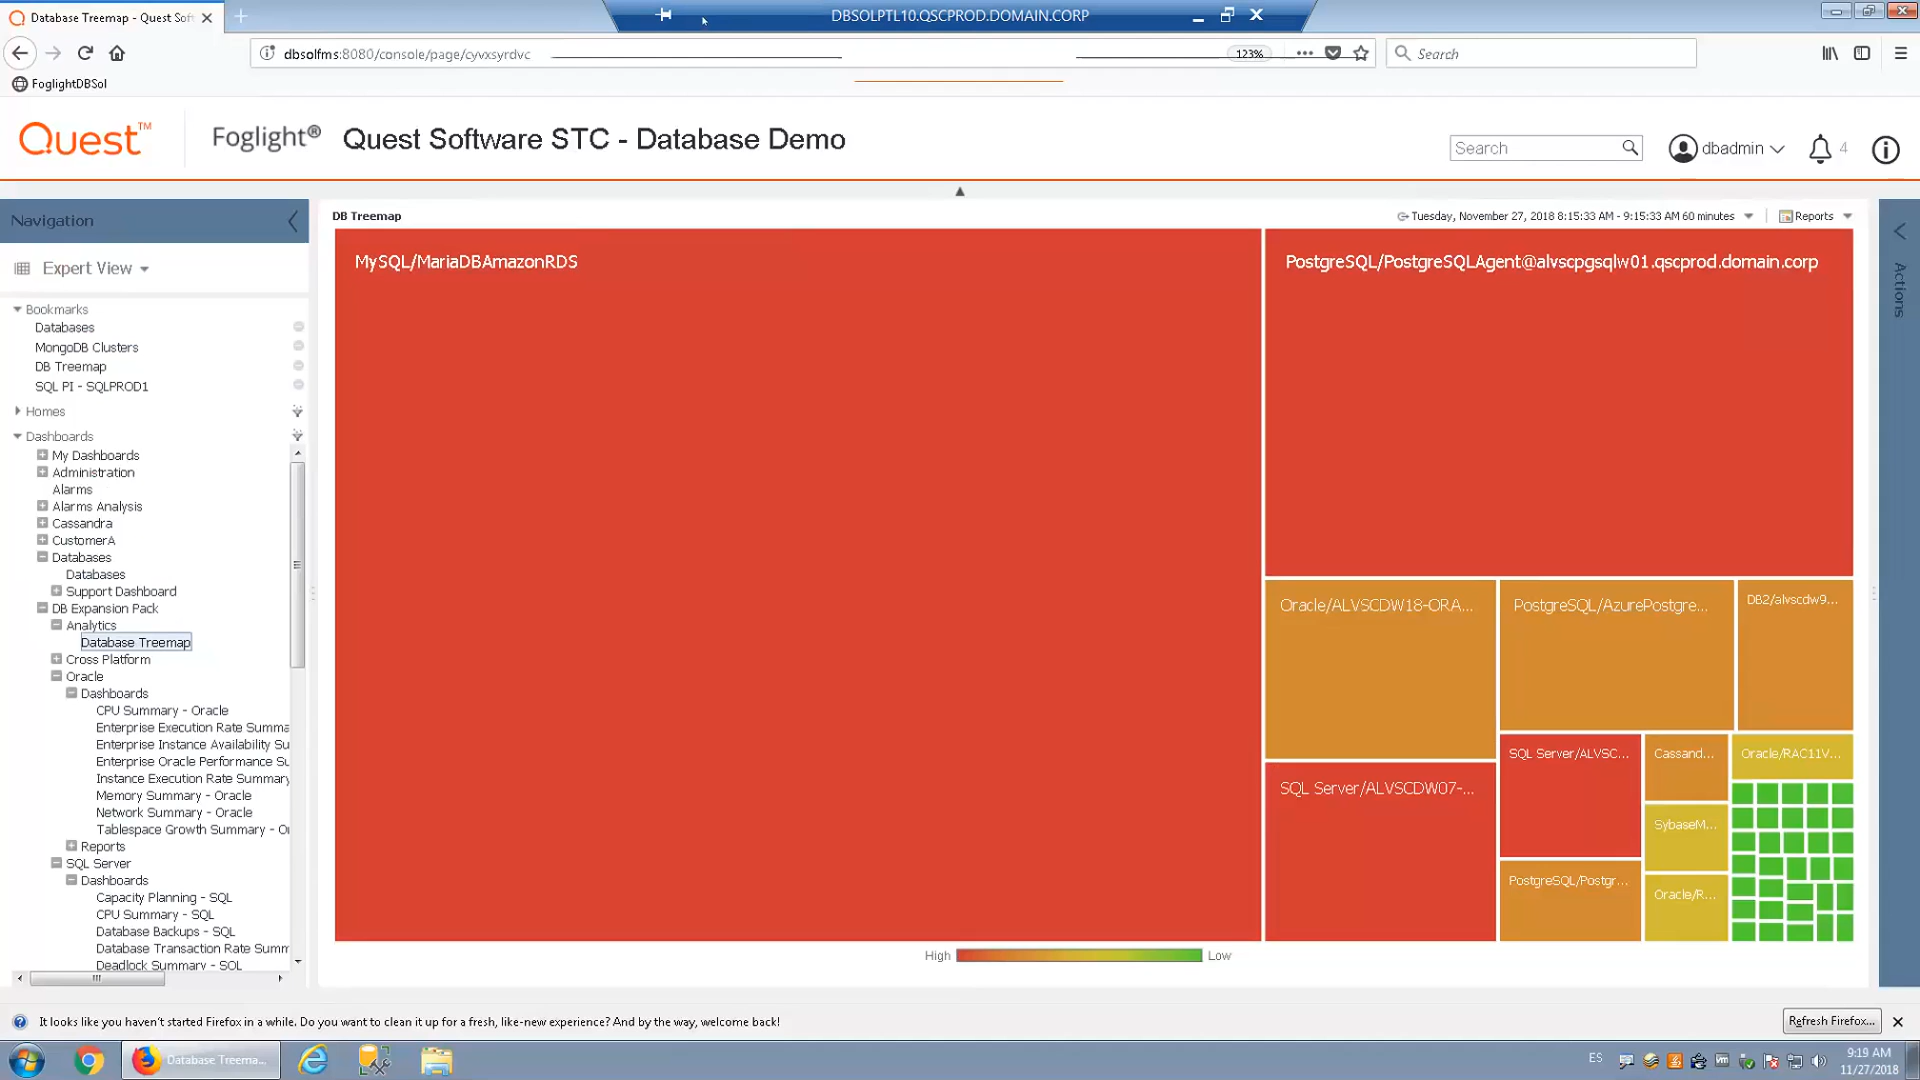 Database Treemap - Quest Soft
DBSOLPTL10.QSCPROD.DOMAIN.CORP
dbsolfms:8080/console/page/cyvxsyrdvc
123%
Search
FoglightDBSol
Quest™
Foglight®
Quest Software STC - Database Demo
Search
dbadmin
4
Navigation
DB Treemap
Tuesday, November 27, 2018 8:15:33 AM - 9:15:33 AM 60 minutes
Reports
Actions
Expert View
Bookmarks
Databases
MongoDB Clusters
DB Treemap
SQL PI - SQLPROD1
Homes
Dashboards
My Dashboards
Administration
Alarms
Alarms Analysis
Cassandra
CustomerA
Databases
Databases
Support Dashboard
DB Expansion Pack
Analytics
Database Treemap
Cross Platform
Oracle
Dashboards
CPU Summary - Oracle
Enterprise Execution Rate Summa
Enterprise Instance Availability Su
Enterprise Oracle Performance Su
Instance Execution Rate Summary
Memory Summary - Oracle
Network Summary - Oracle
Tablespace Growth Summary - O
Reports
SQL Server
Dashboards
Capacity Planning - SQL
CPU Summary - SQL
Database Backups - SQL
Database Transaction Rate Summ
Deadlock Summary - SQL
MySQL/MariaDBAmazonRDS
PostgreSQL/PostgreSQLAgent@alvscpgsqlw01.qscprod.domain.corp
Oracle/ALVSCDW18-ORA...
PostgreSQL/AzurePostgre...
DB2/alvscdw9...
SQL Server/ALVSCDW07-...
SQL Server/ALVSC...
Cassand...
Oracle/RAC11V...
SybaseM...
PostgreSQL/Postgr...
Oracle/R...
High
Low
It looks like you haven't started Firefox in a while. Do you want to clean it up for a fresh, like-new experience? And by the way, welcome back!
Refresh Firefox...
Database Treema...
ES
9:19 AM
11/27/2018